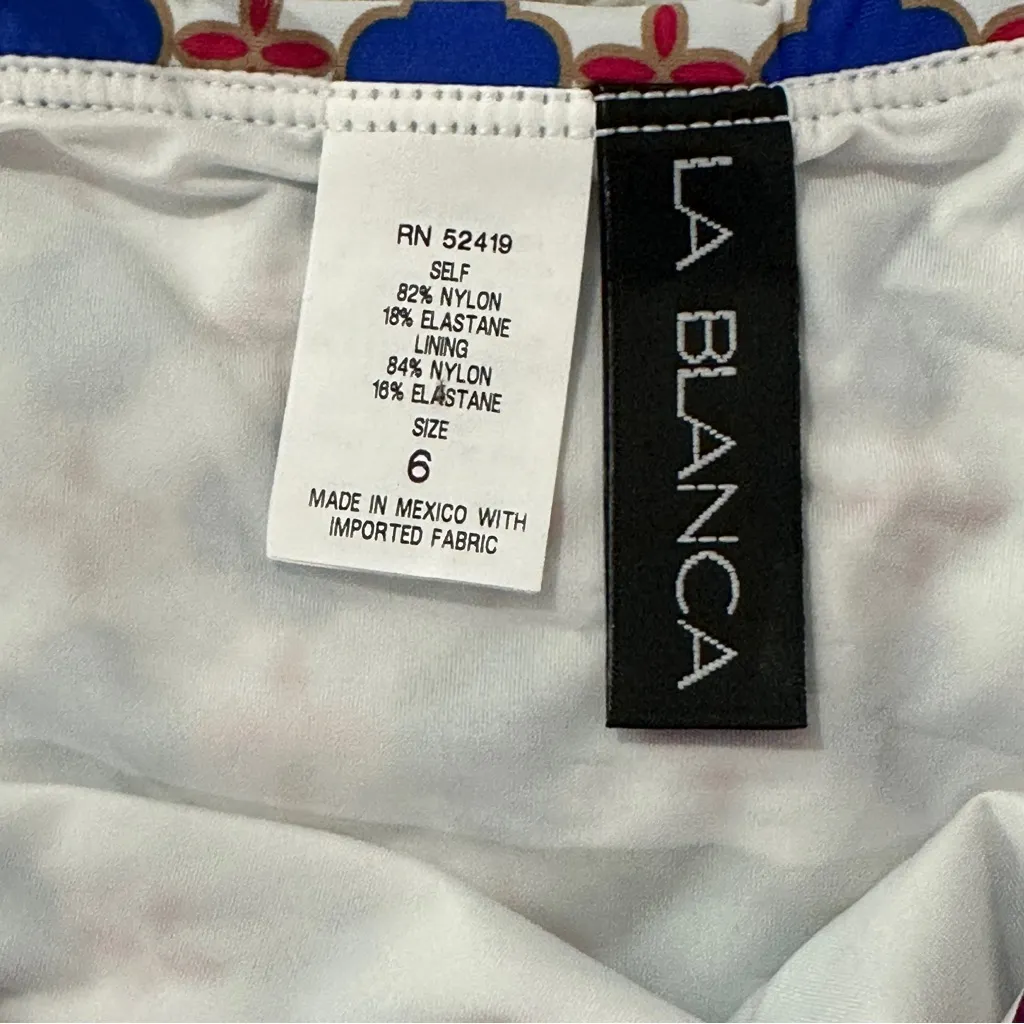 RN 52419
SELF
82% NYLON
18% ELASTANE
LINING
84% NYLON
16% ELASTANE
SIZE
6
MADE IN MEXICO WITH
IMPORTED FABRIC
LA BLANCA